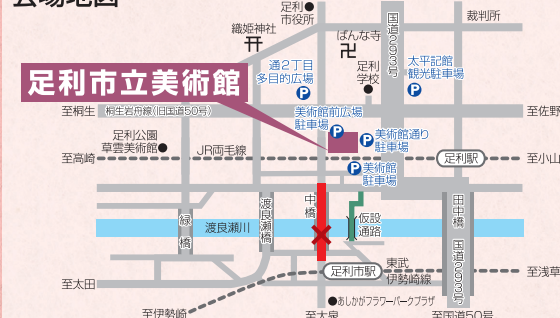 会場地図
足利
市役所
織姫神社
国道293号
裁判所
ばんな寺
卍
足利
学校
太平記館
観光駐車場
P
通2丁目
多目的広場
P
足利市立美術館
至桐生
桐生岩舟線(旧国道50号)
美術館前広場
駐車場
P
至佐野
足利公園
草雲美術館
P
美術館通り
駐車場
至高崎
JR両毛線
足利駅
至小山
P
美術館
駐車場
緑橋
渡良瀬川
渡良瀬橋
中橋
仮設
通路
田中橋
国道293号
至太田
足利市駅
東武
伊勢崎線
至浅草
至伊勢崎
至太泉
あしかがフラワーパークプラザ
至国道50号